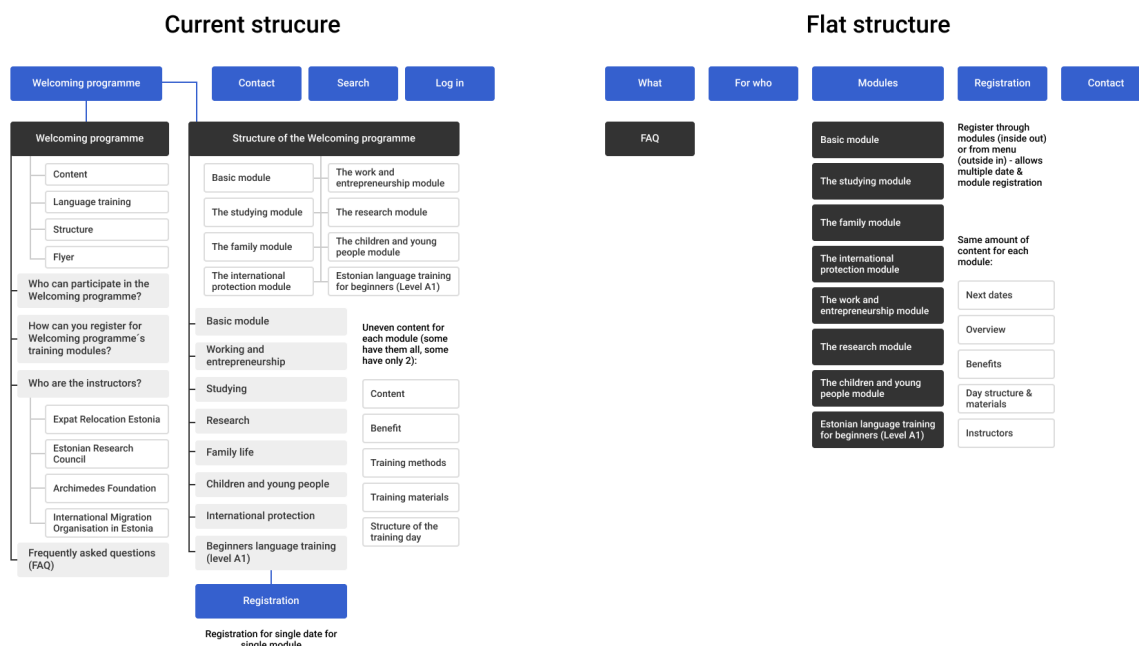 Current strucure
Welcoming programme
Contact
Search
Log in
Welcoming programme
Content
Language training
Structure
Flyer
Who can participate in the
Welcoming programme?
How can you register for
Welcoming programme´s
training modules?
Who are the instructors?
Expat Relocation Estonia
Estonian Research
Council
Archimedes Foundation
International Migration
Organisation in Estonia
Frequently asked questions
(FAQ)
Structure of the Welcoming programme
Basic module
The work and
entrepreneurship module
The studying module
The research module
The family module
The children and young
people module
The international
protection module
Estonian language training
for beginners (Level A1)
Basic module
Working and
entrepreneurship
Studying
Research
Family life
Children and young people
International protection
Beginners language training
(level A1)
Uneven content for
each module (some
have them all, some
have only 2):
Content
Benefit
Training methods
Training materials
Structure of the
training day
Registration
Registration for single date for
single module
Flat structure
What
For who
Modules
Registration
Contact
FAQ
Basic module
The studying module
The family module
The international
protection module
The work and
entrepreneurship module
The research module
The children and young
people module
Estonian language training
for beginners (Level A1)
Register through
modules (inside out)
or from menu
(outside in) - allows
multiple date &
module registration
Same amount of
content for each
module:
Next dates
Overview
Benefits
Day structure &
materials
Instructors